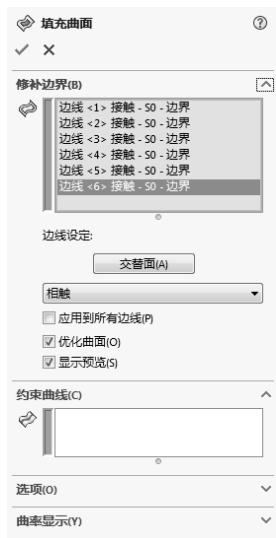 填充曲面
修补边界(B)
边线 <1> 接触 - S0 - 边界
边线 <2> 接触 - S0 - 边界
边线 <3> 接触 - S0 - 边界
边线 <4> 接触 - S0 - 边界
边线 <5> 接触 - S0 - 边界
边线 <6> 接触 - S0 - 边界
边线设定:
交替面(A)
相触
应用到所有边线(P)
优化曲面(O)
显示预览(S)
约束曲线(C)
选项(O)
曲率显示(Y)